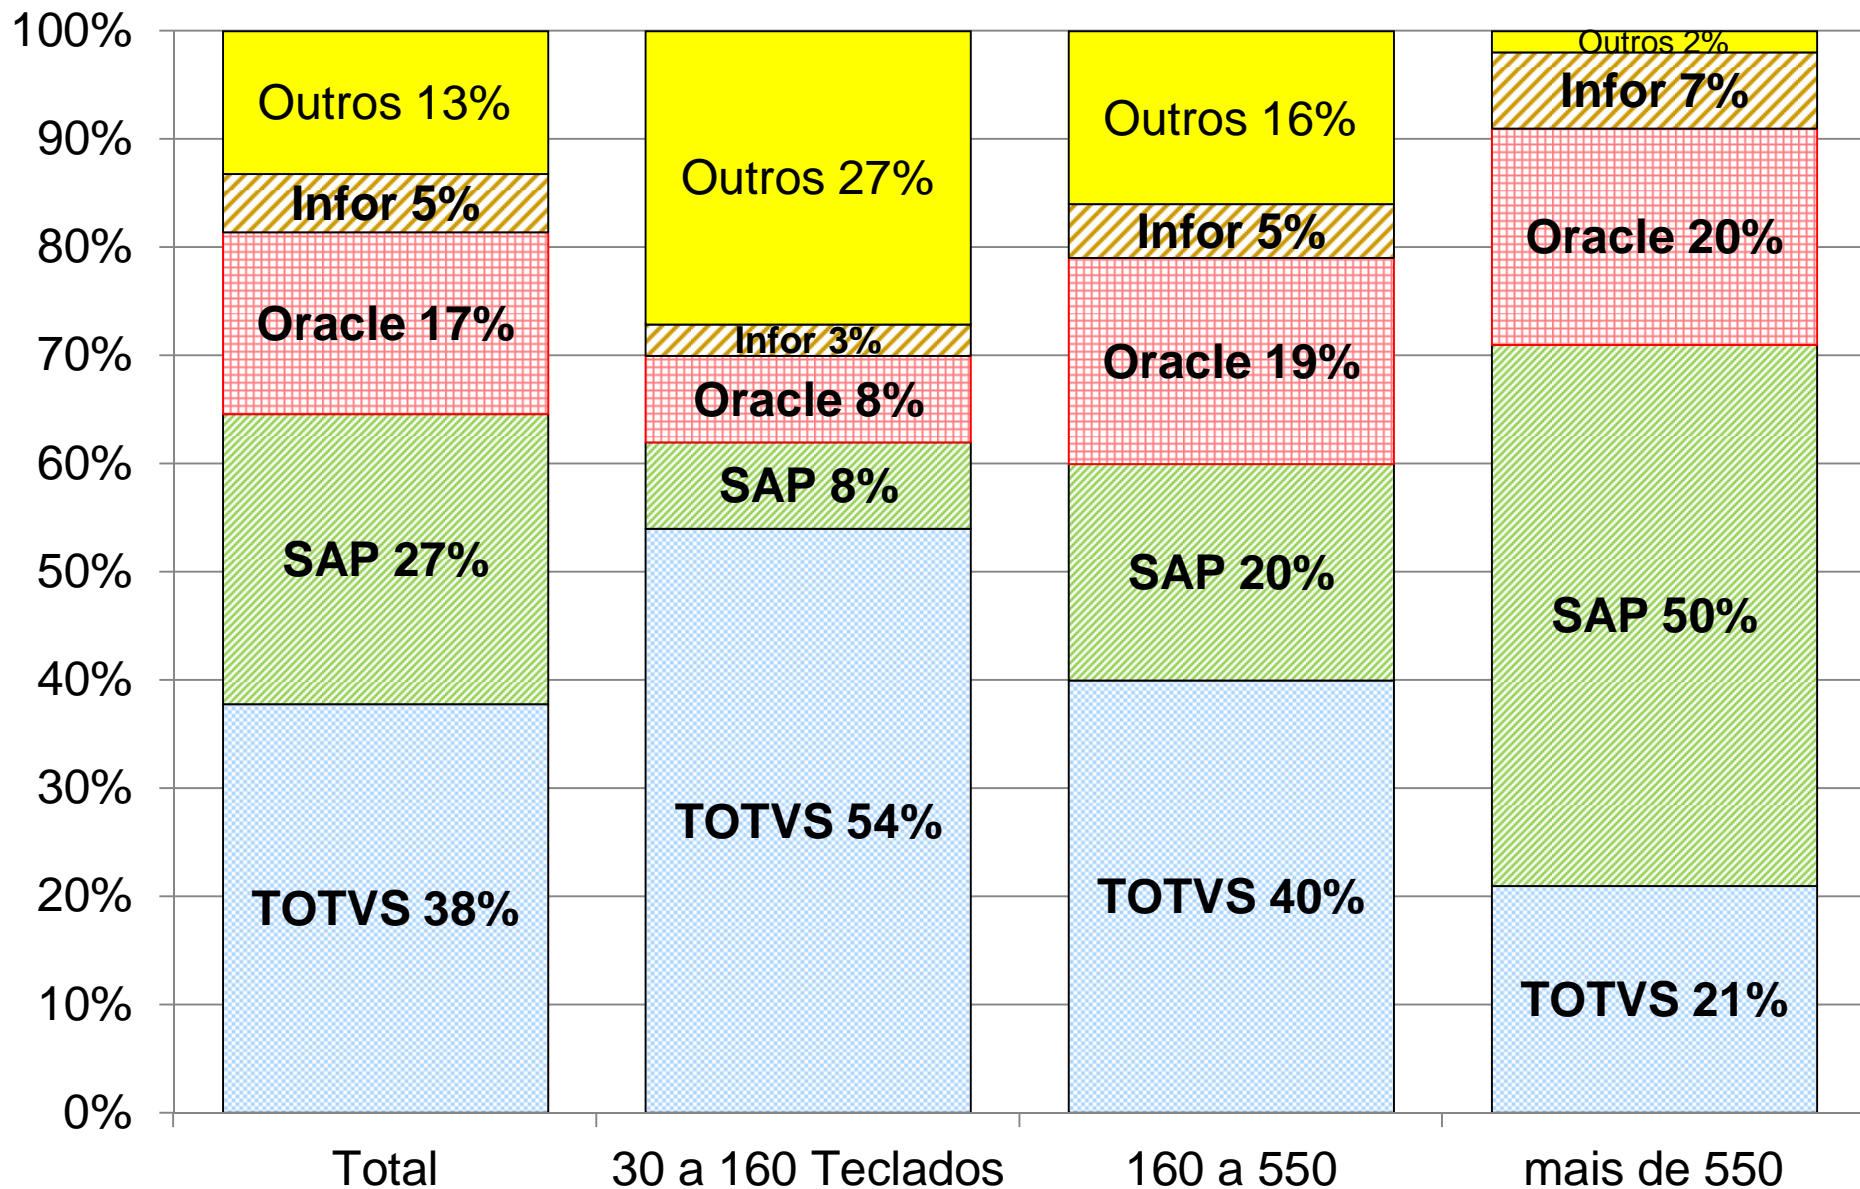 100%
90%
80%
70%
60%
50%
40%
30%
20%
10%
0%
Outros 13%
Infor 5%
Oracle 17%
SAP 27%
TOTVS 38%
Outros 27%
Infor 3%
Oracle 8%
SAP 8%
TOTVS 54%
Outros 16%
Infor 5%
Oracle 19%
SAP 20%
TOTVS 40%
Outros 2%
Infor 7%
Oracle 20%
SAP 50%
TOTVS 21%
Total
30 a 160 Teclados
160 a 550
mais de 550